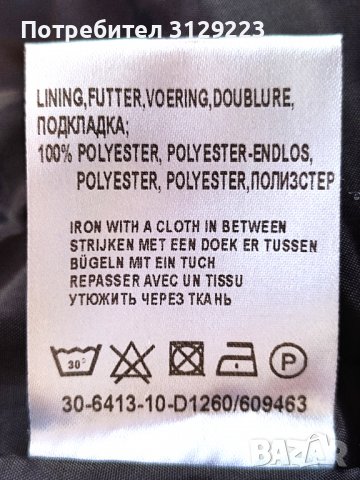 Потребител 3129223
LINING,FUTTER,VOERING,DOUBLURE,
ПОДКЛАДКА;
100% POLYESTER, POLYESTER-ENDLOS,
POLYESTER, POLYESTER,ПОЛИЭСТЕР
IRON WITH A CLOTH IN BETWEEN
STRIJKEN MET EEN DOEK ER TUSSEN
BÜGELN MIT EIN TUCH
REPASSER AVEC UN TISSU
УТЮЖИТЬ ЧЕРЕЗ ТКАНЬ
30° P
30-6413-10-D1260/609463
BAZAR